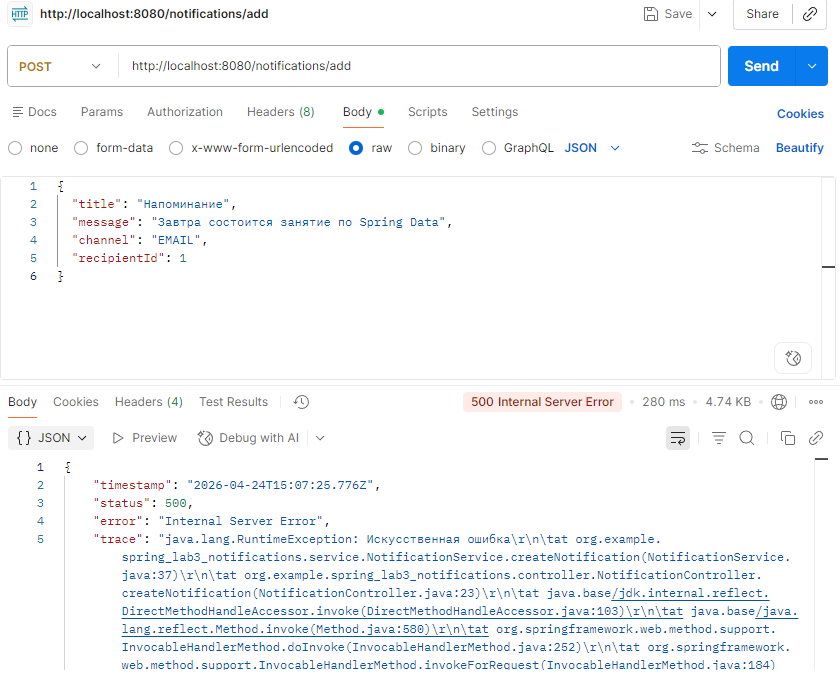 HTTP http://localhost:8080/notifications/add Save Share
POST http://localhost:8080/notifications/add Send
Docs Params Authorization Headers (8) Body Scripts Settings Cookies
none form-data x-www-form-urlencoded raw binary GraphQL JSON Schema Beautify
1 {
2 "title": "Напоминание",
3 "message": "Завтра состоится занятие по Spring Data",
4 "channel": "EMAIL",
5 "recipientId": 1
6 }
Body Cookies Headers (4) Test Results 500 Internal Server Error • 280 ms • 4.74 KB
{} JSON Preview Debug with AI
1 {
2 "timestamp": "2026-04-24T15:07:25.776Z",
3 "status": 500,
4 "error": "Internal Server Error",
5 "trace": "java.lang.RuntimeException: Искусственная ошибка\r\n\tat org.example.
spring_lab3_notifications.service.NotificationService.createNotification(NotificationService.
java:37)\r\n\tat org.example.spring_lab3_notifications.controller.NotificationController.
createNotification(NotificationController.java:23)\r\n\tat java.base/jdk.internal.reflect.
DirectMethodHandleAccessor.invoke(DirectMethodHandleAccessor.java:103)\r\n\tat java.base/java.
lang.reflect.Method.invoke(Method.java:580)\r\n\tat org.springframework.web.method.support.
InvocableHandlerMethod.doInvoke(InvocableHandlerMethod.java:252)\r\n\tat org.springframework.
web.method.support.InvocableHandlerMethod.invokeForRequest(InvocableHandlerMethod.java:184)